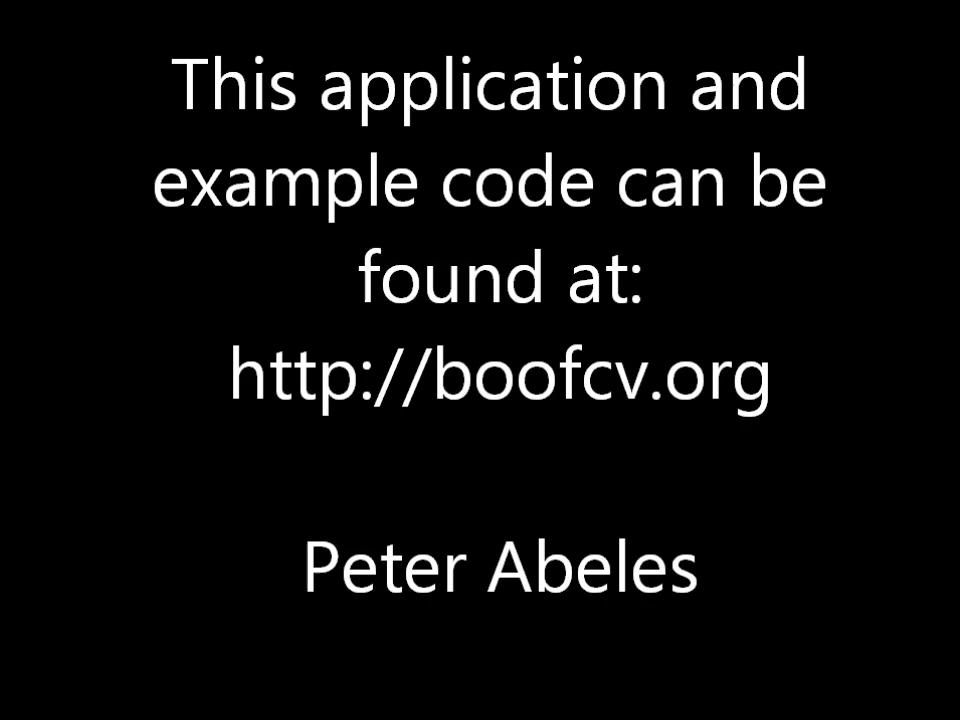 This application and
example code can be
found at:
http://boofcv.org
Peter Abeles